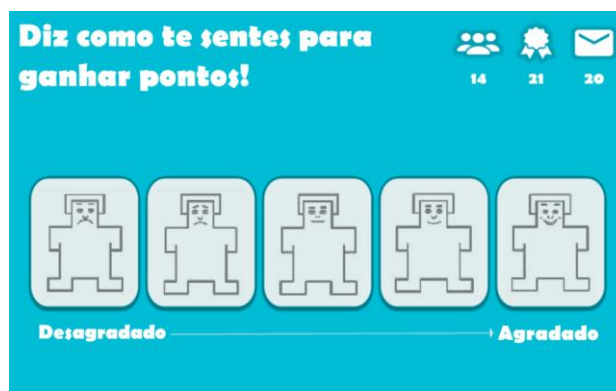 Diz como te sentes para
ganhar pontos!
14 21 20
Desagradado Agradado